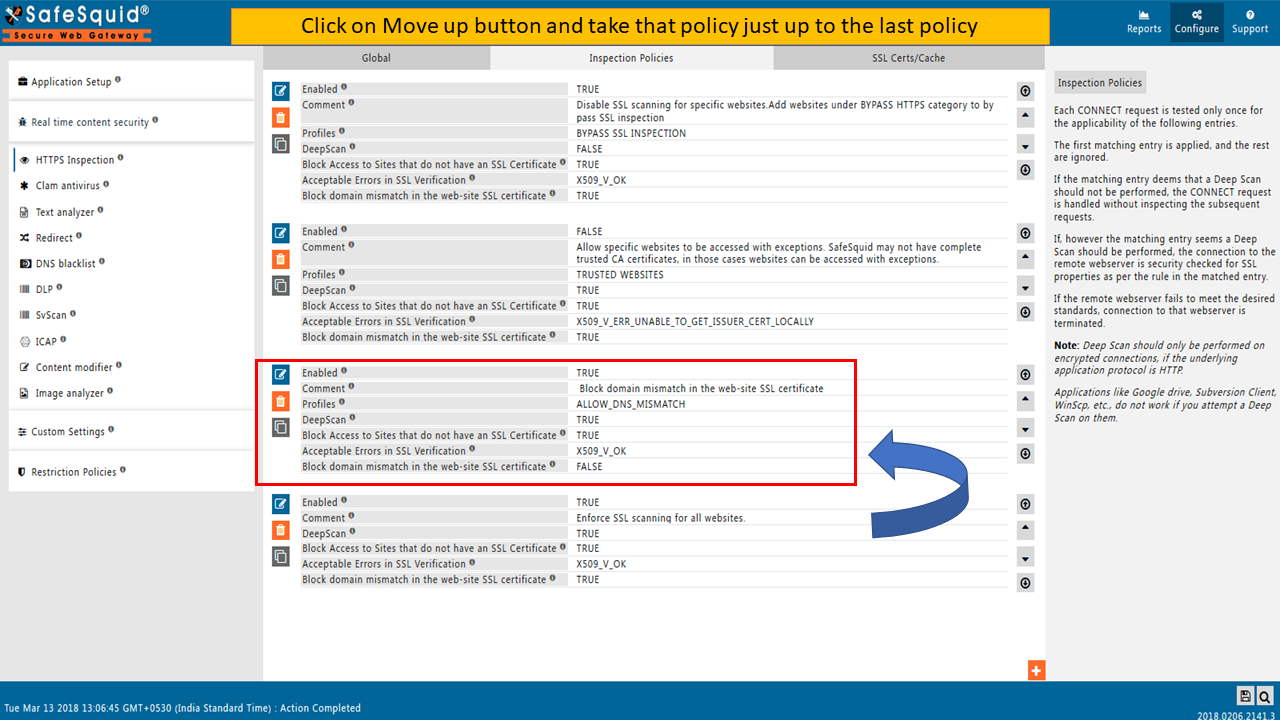 SafeSquid®
Secure Web Gateway
Click on Move up button and take that policy just up to the last policy
Reports
Configure
Support
Application Setup
Real time content security
HTTPS Inspection
Clam antivirus
Text analyzer
Redirect
DNS blacklist
DLP
SvScan
ICAP
Content modifier
Image analyzer
Custom Settings
Restriction Policies
Global
Inspection Policies
SSL Certs/Cache
Enabled TRUE
Comment Disable SSL scanning for specific websites.Add websites under BYPASS HTTPS category to by
pass SSL inspection
Profiles BYPASS SSL INSPECTION
DeepScan FALSE
Block Access to Sites that do not have an SSL Certificate TRUE
Acceptable Errors in SSL Verification X509_V_OK
Block domain mismatch in the web-site SSL certificate TRUE
Enabled FALSE
Comment Allow specific websites to be accessed with exceptions. SafeSquid may not have complete
trusted CA certificates, in those cases websites can be accessed with exceptions.
Profiles TRUSTED WEBSITES
DeepScan TRUE
Block Access to Sites that do not have an SSL Certificate TRUE
Acceptable Errors in SSL Verification X509_V_ERR_UNABLE_TO_GET_ISSUER_CERT_LOCALLY
Block domain mismatch in the web-site SSL certificate TRUE
Enabled TRUE
Comment Block domain mismatch in the web-site SSL certificate
Profiles ALLOW_DNS_MISMATCH
DeepScan TRUE
Block Access to Sites that do not have an SSL Certificate TRUE
Acceptable Errors in SSL Verification X509_V_OK
Block domain mismatch in the web-site SSL certificate FALSE
Enabled TRUE
Comment Enforce SSL scanning for all websites.
DeepScan TRUE
Block Access to Sites that do not have an SSL Certificate TRUE
Acceptable Errors in SSL Verification X509_V_OK
Block domain mismatch in the web-site SSL certificate TRUE
Inspection Policies
Each CONNECT request is tested only once for
the applicability of the following entries.
The first matching entry is applied, and the rest
are ignored.
If the matching entry deems that a Deep Scan
should not be performed, the CONNECT request
is handled without inspecting the subsequent
requests.
If, however the matching entry seems a Deep
Scan should be performed, the connection to the
remote webserver is security checked for SSL
properties as per the rule in the matched entry.
If the remote webserver fails to meet the desired
standards, connection to that webserver is
terminated.
Note: Deep Scan should only be performed on
encrypted connections, if the underlying
application protocol is HTTP.
Applications like Google drive, Subversion Client,
WinScp, etc., do not work if you attempt a Deep
Scan on them.
Tue Mar 13 2018 13:06:45 GMT+0530 (India Standard Time) : Action Completed
2018.0206.2141.3